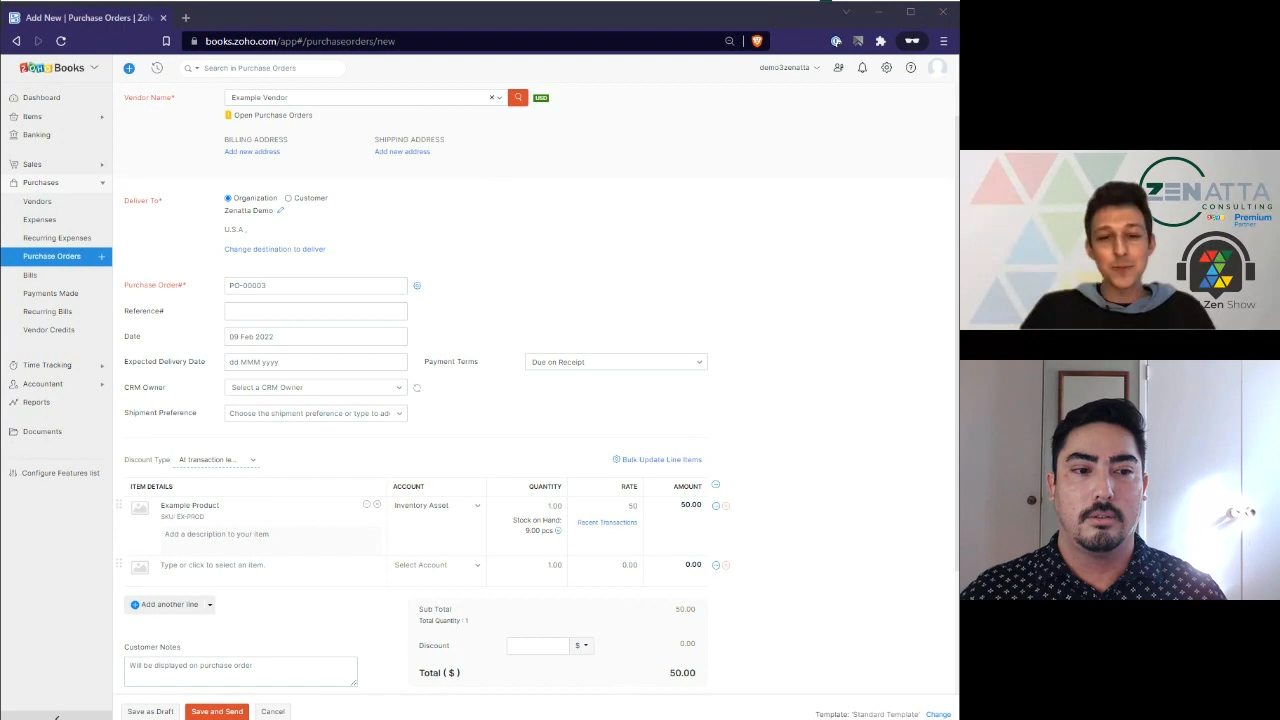 Add New | Purchase Orders | Zoh
books.zoho.com/app#/purchaseorders/new
ZOHO Books
Search in Purchase Orders
demo3zenatta
Dashboard
Items
Banking
Sales
Purchases
Vendors
Expenses
Recurring Expenses
Purchase Orders
Bills
Payments Made
Recurring Bills
Vendor Credits
Time Tracking
Accountant
Reports
Documents
Configure Features list
Vendor Name*
Example Vendor
USD
Open Purchase Orders
BILLING ADDRESS
SHIPPING ADDRESS
Add new address
Add new address
Deliver To*
Organization
Customer
Zenatta Demo
U.S.A ,
Change destination to deliver
Purchase Order#*
PO-00003
Reference#
Date
09 Feb 2022
Expected Delivery Date
dd MMM yyyy
Payment Terms
Due on Receipt
CRM Owner
Select a CRM Owner
Shipment Preference
Choose the shipment preference or type to ad
Discount Type
At transaction le...
Bulk Update Line Items
ITEM DETAILS
ACCOUNT
QUANTITY
RATE
AMOUNT
Example Product
SKU: EX-PROD
Add a description to your item
Inventory Asset
1.00
Stock on Hand:
9.00 pcs
50
Recent Transactions
50.00
Type or click to select an item.
Select Account
1.00
0.00
0.00
Add another line
Sub Total
50.00
Total Quantity : 1
Discount
$
0.00
Total ( $ )
50.00
Customer Notes
Will be displayed on purchase order
Save as Draft
Save and Send
Cancel
Template: 'Standard Template'
Change
ZENATTA
CONSULTING
ZOHO Premium
Partner
Zen Show